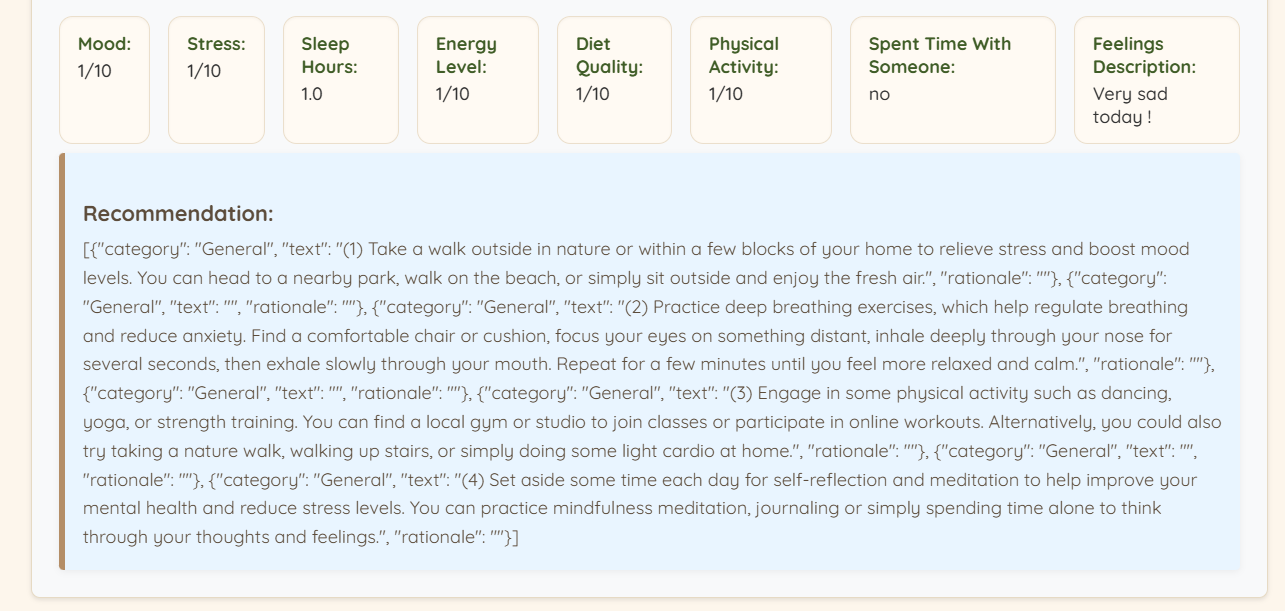 Mood:
1/10
Stress:
1/10
Sleep
Hours:
1.0
Energy
Level:
1/10
Diet
Quality:
1/10
Physical
Activity:
1/10
Spent Time With
Someone:
no
Feelings
Description:
Very sad
today !
Recommendation:
[{"category": "General", "text": "(1) Take a walk outside in nature or within a few blocks of your home to relieve stress and boost mood
levels. You can head to a nearby park, walk on the beach, or simply sit outside and enjoy the fresh air.", "rationale": ""}, {"category":
"General", "text": "", "rationale": ""}, {"category": "General", "text": "(2) Practice deep breathing exercises, which help regulate breathing
and reduce anxiety. Find a comfortable chair or cushion, focus your eyes on something distant, inhale deeply through your nose for
several seconds, then exhale slowly through your mouth. Repeat for a few minutes until you feel more relaxed and calm.", "rationale": ""},
{"category": "General", "text": "", "rationale": ""}, {"category": "General", "text": "(3) Engage in some physical activity such as dancing,
yoga, or strength training. You can find a local gym or studio to join classes or participate in online workouts. Alternatively, you could also
try taking a nature walk, walking up stairs, or simply doing some light cardio at home.", "rationale": ""}, {"category": "General", "text": "",
"rationale": ""}, {"category": "General", "text": "(4) Set aside some time each day for self-reflection and meditation to help improve your
mental health and reduce stress levels. You can practice mindfulness meditation, journaling or simply spending time alone to think
through your thoughts and feelings.", "rationale": ""}]